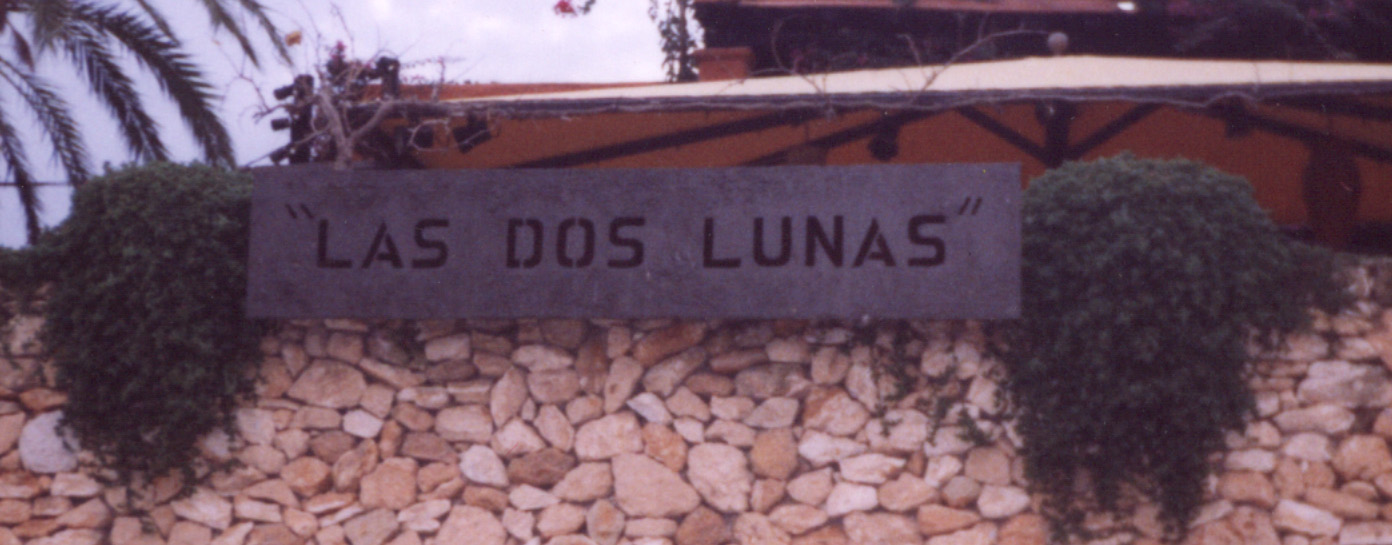 "LAS DOS LUNAS"